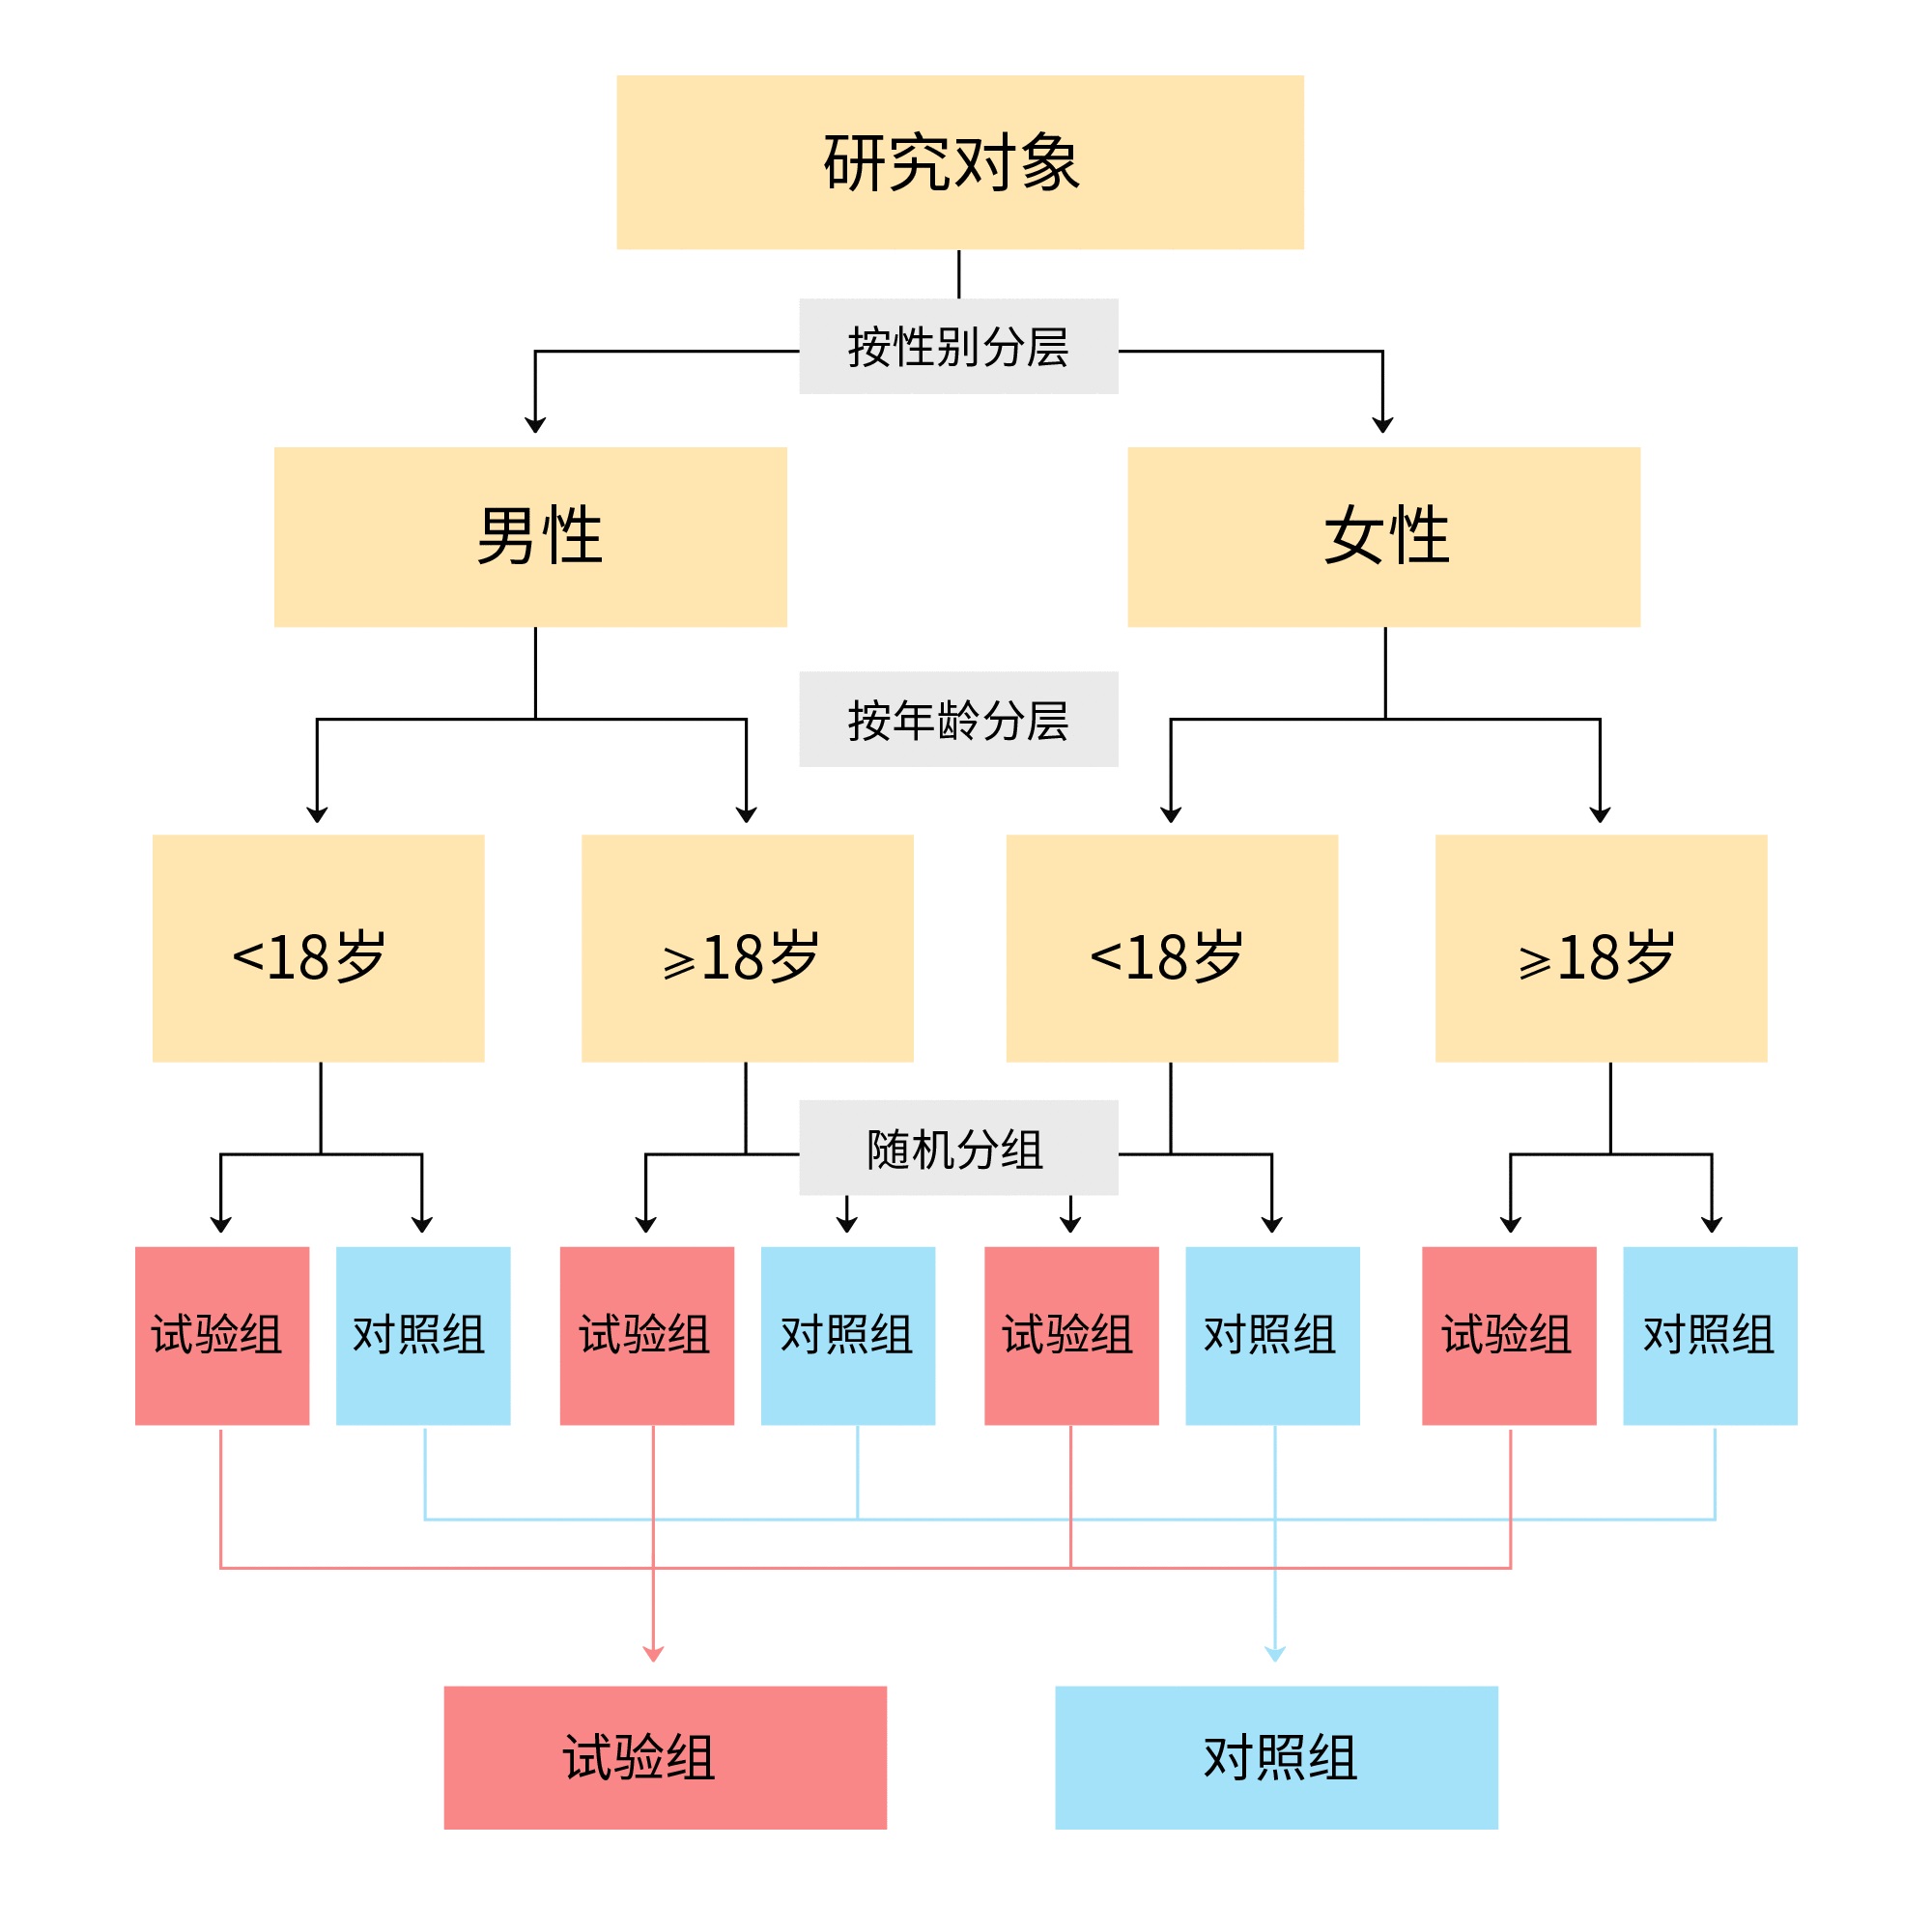 研究对象
按性别分层
男性
女性
按年龄分层
<18岁
⩾18岁
<18岁
⩾18岁
随机分组
试验组
对照组
试验组
对照组
试验组
对照组
试验组
对照组
试验组
对照组